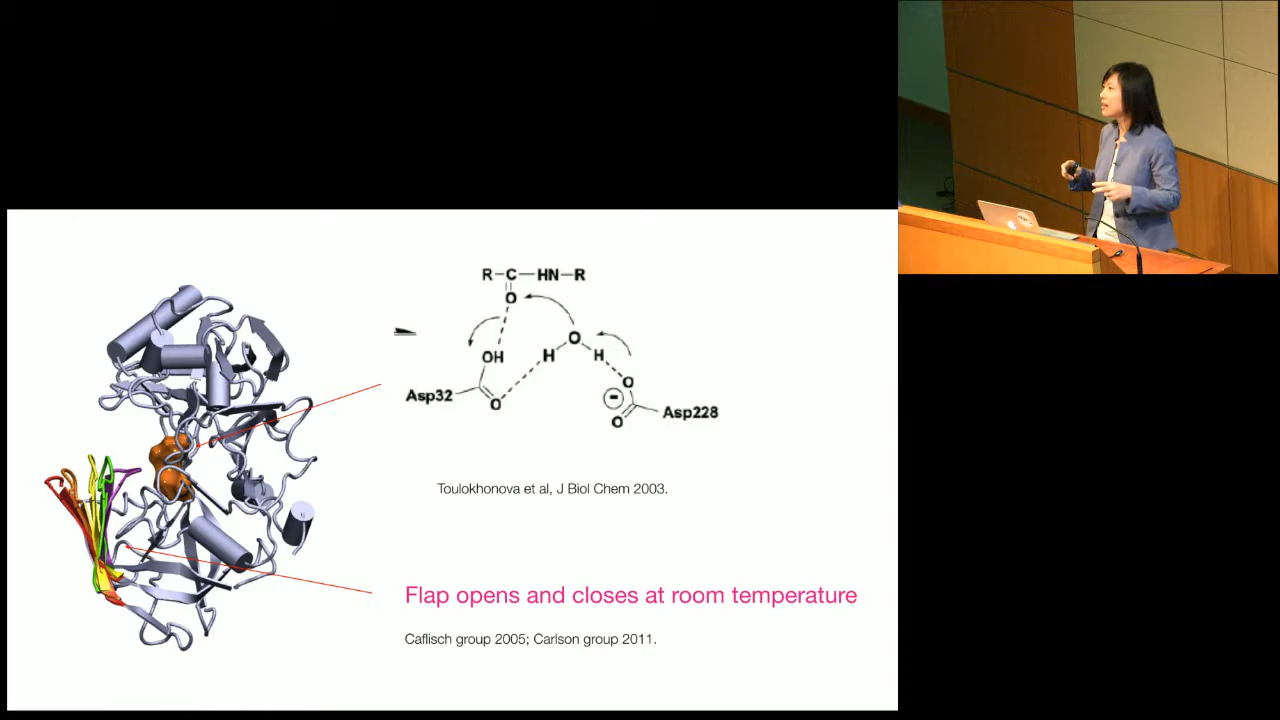 R-C-HN-R
O
O
OH
H
H
O
Asp32
O
-
Asp228
O
Toulokhonova et al, J Biol Chem 2003.
Flap opens and closes at room temperature
Caflisch group 2005; Carlson group 2011.